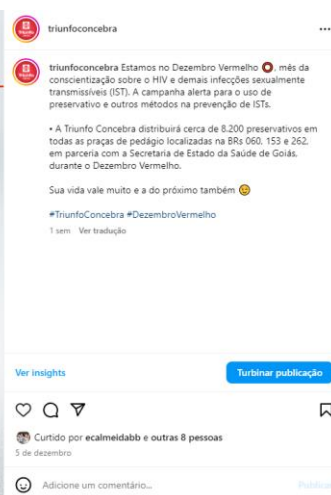 triunfoconcebra
triunfoconcebra Estamos no Dezembro Vermelho ⭕, mês da
conscientização sobre o HIV e demais infecções sexualmente
transmissíveis (IST). A campanha alerta para o uso de
preservativo e outros métodos na prevenção de ISTs.
• A Triunfo Concebra distribuirá cerca de 8.200 preservativos em
todas as praças de pedágio localizadas na BRs 060, 153 e 262,
em parceria com a Secretaria de Estado da Saúde de Goiás,
durante o Dezembro Vermelho.
Sua vida vale muito e a do próximo também 😉
#TriunfoConcebra #DezembroVermelho
1 sem Ver tradução
Ver insights
Turbinar publicação
Curtido por ecalmeidabb e outras 8 pessoas
5 de dezembro
Adicione um comentário...
Publicar